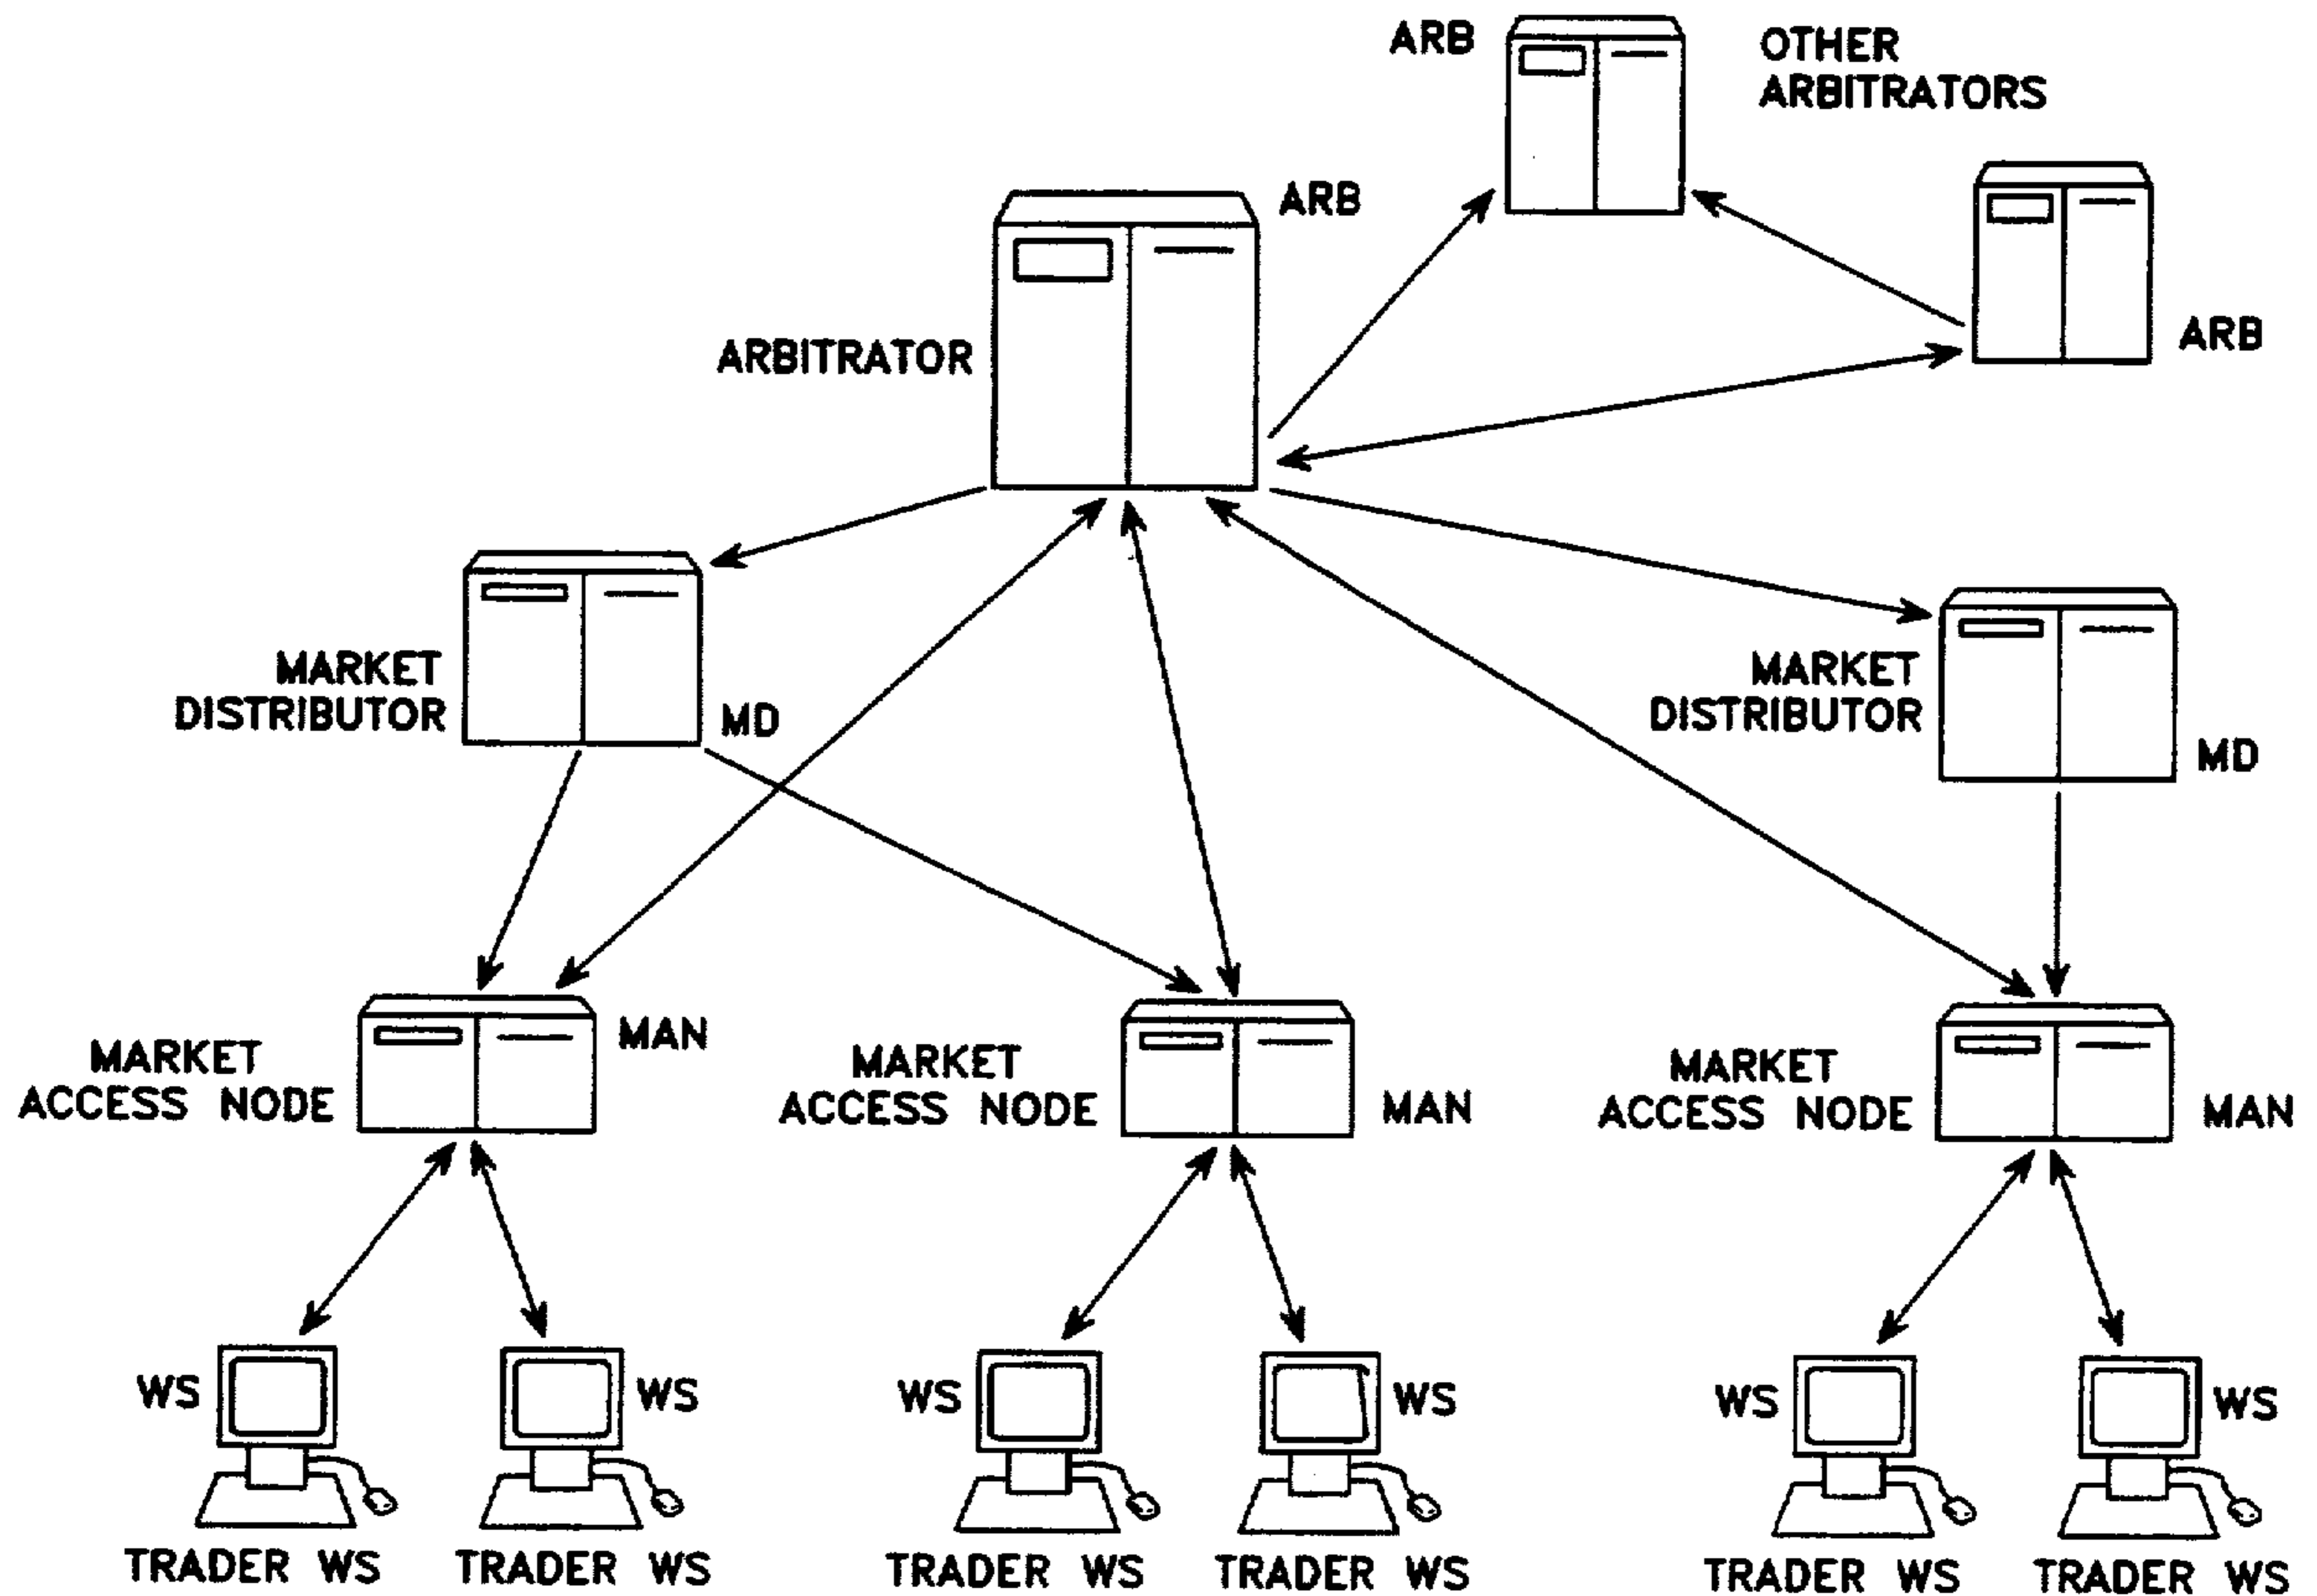 ARB
OTHER
ARBITRATORS
ARB
ARB
ARBITRATOR
MARKET
DISTRIBUTOR
MD
MARKET
DISTRIBUTOR
MD
MAN
MARKET
ACCESS NODE
MARKET
ACCESS NODE
MAN
MARKET
ACCESS NODE
MAN
WS
WS
WS
WS
WS
WS
TRADER WS
TRADER WS
TRADER WS
TRADER WS
TRADER WS
TRADER WS